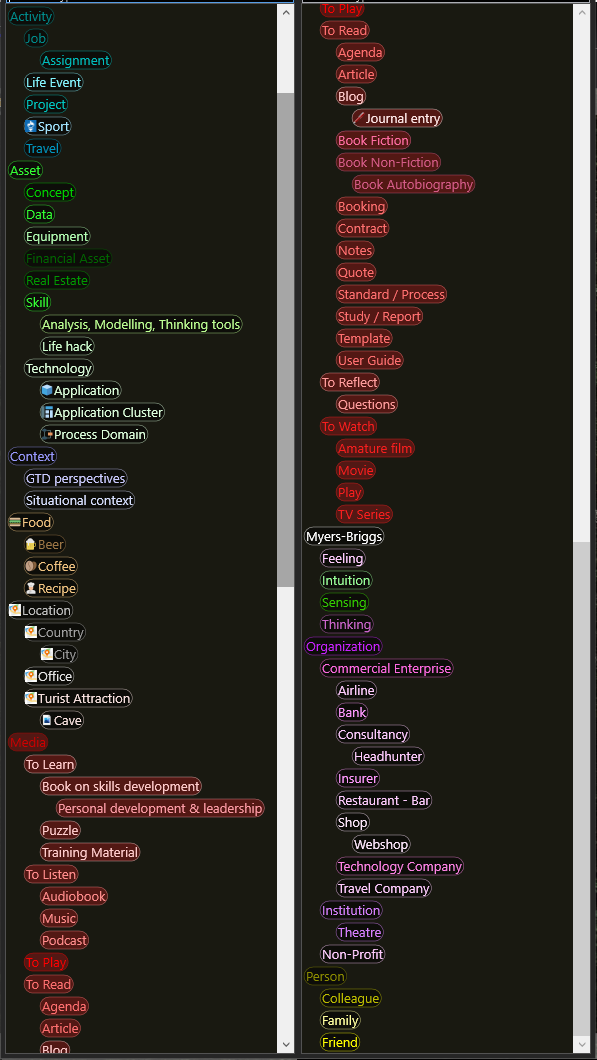 Activity
Job
Assignment
Life Event
Project
Sport
Travel
Asset
Concept
Data
Equipment
Financial Asset
Real Estate
Skill
Analysis, Modelling, Thinking tools
Life hack
Technology
Application
Application Cluster
Process Domain
Context
GTD perspectives
Situational context
Food
Beer
Coffee
Recipe
Location
Country
City
Office
Turist Attraction
Cave
Media
To Learn
Book on skills development
Personal development & leadership
Puzzle
Training Material
To Listen
Audiobook
Music
Podcast
To Play
To Read
Agenda
Article
Blog
To Play
To Read
Agenda
Article
Blog
Journal entry
Book Fiction
Book Non-Fiction
Book Autobiography
Booking
Contract
Notes
Quote
Standard / Process
Study / Report
Template
User Guide
To Reflect
Questions
To Watch
Amature film
Movie
Play
TV Series
Myers-Briggs
Feeling
Intuition
Sensing
Thinking
Organization
Commercial Enterprise
Airline
Bank
Consultancy
Headhunter
Insurer
Restaurant - Bar
Shop
Webshop
Technology Company
Travel Company
Institution
Theatre
Non-Profit
Person
Colleague
Family
Friend